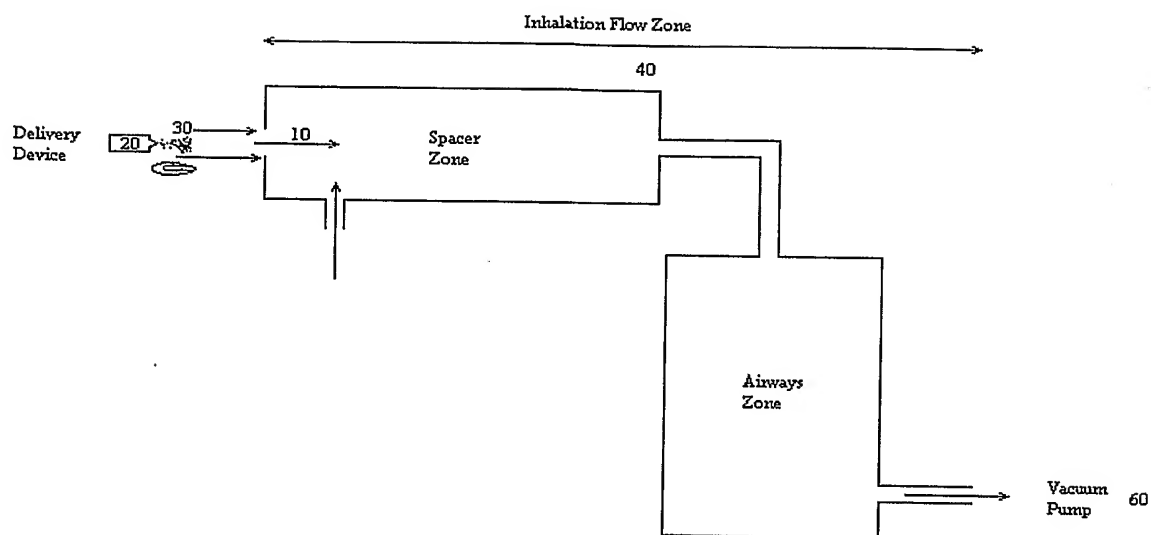 Inhalation Flow Zone
40
Delivery
Device
20
30
10
Spacer
Zone
Airways
Zone
Vacuum
Pump
60